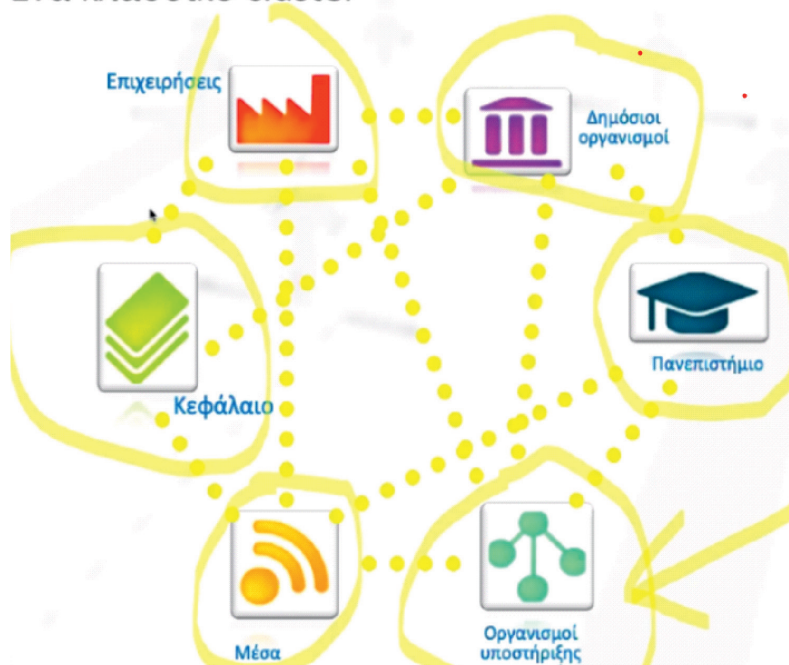 Επιχειρήσεις
Δημόσιοι
οργανισμοί
Πανεπιστήμιο
Κεφάλαιο
Μέσα
Οργανισμοί
υποστήριξης